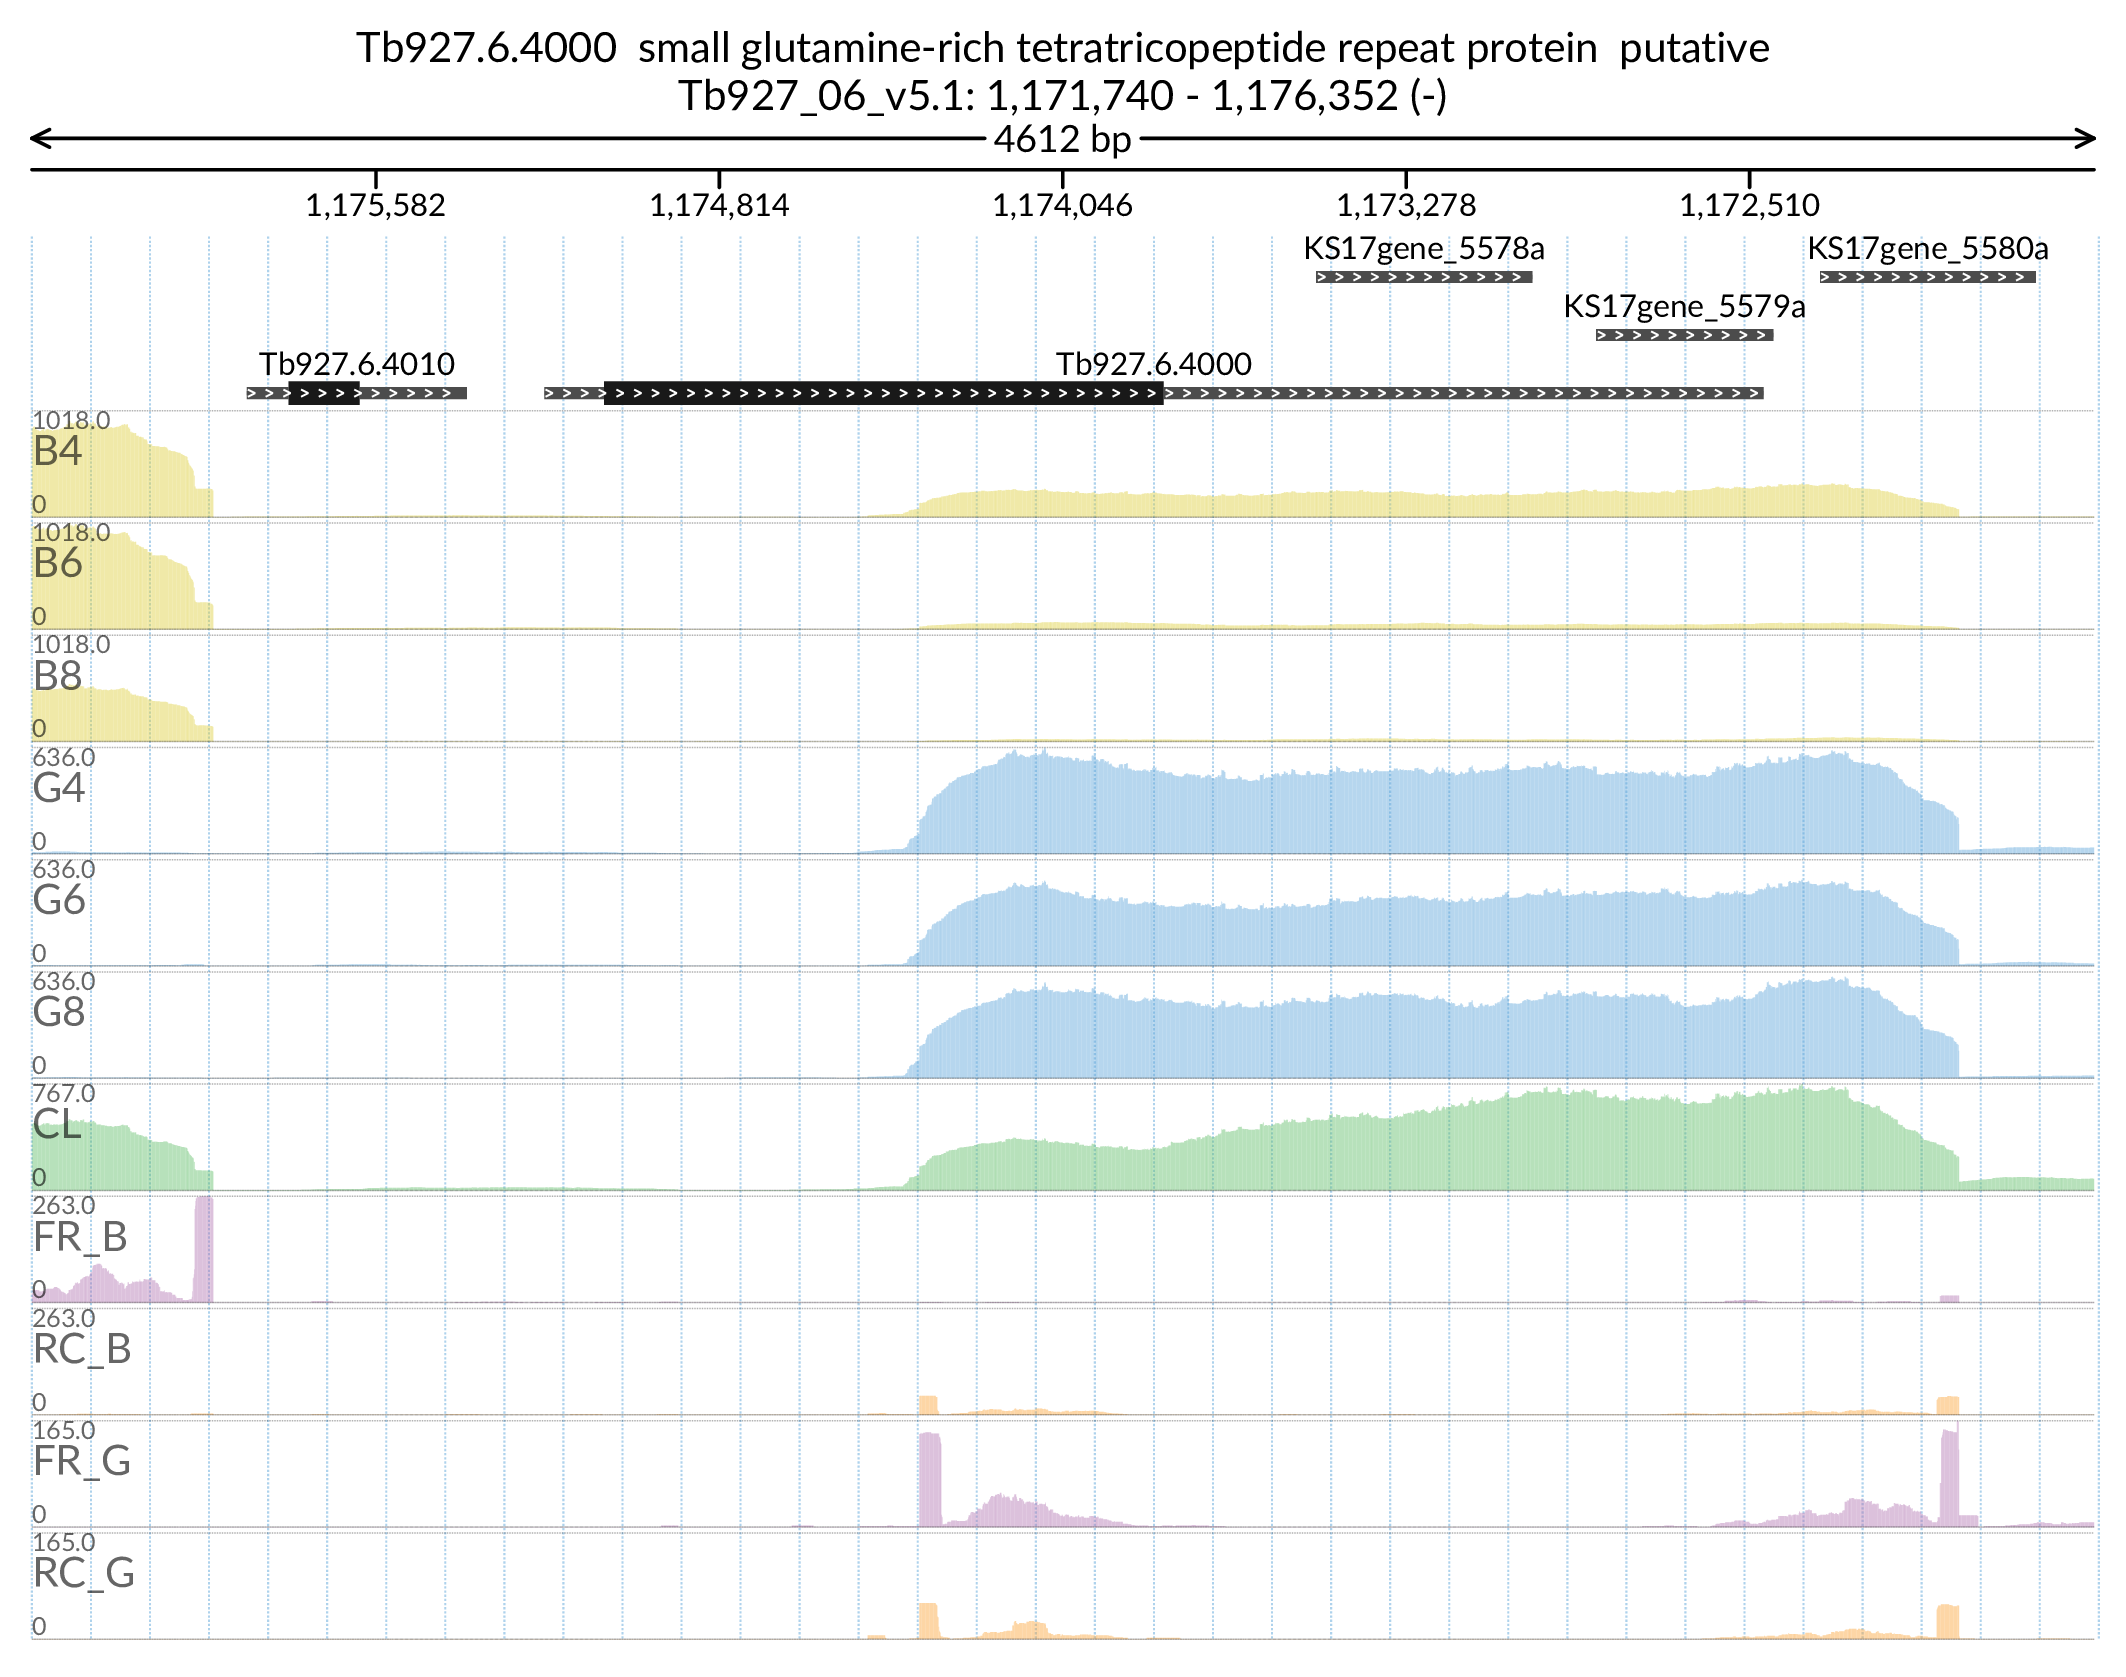 Tb927.6.4000  small glutamine-rich tetratricopeptide repeat protein  putative
Tb927_06_v5.1: 1,171,740 - 1,176,352 (-)
4612 bp
1,175,582 1,174,814 1,174,046 1,173,278 1,172,510
KS17gene_5578a KS17gene_5580a
KS17gene_5579a
Tb927.6.4010 Tb927.6.4000
1018.0
B4
0
1018.0
B6
0
1018.0
B8
0
636.0
G4
0
636.0
G6
0
636.0
G8
0
767.0
CL
0
263.0
FR_B
0
263.0
RC_B
0
165.0
FR_G
0
165.0
RC_G
0